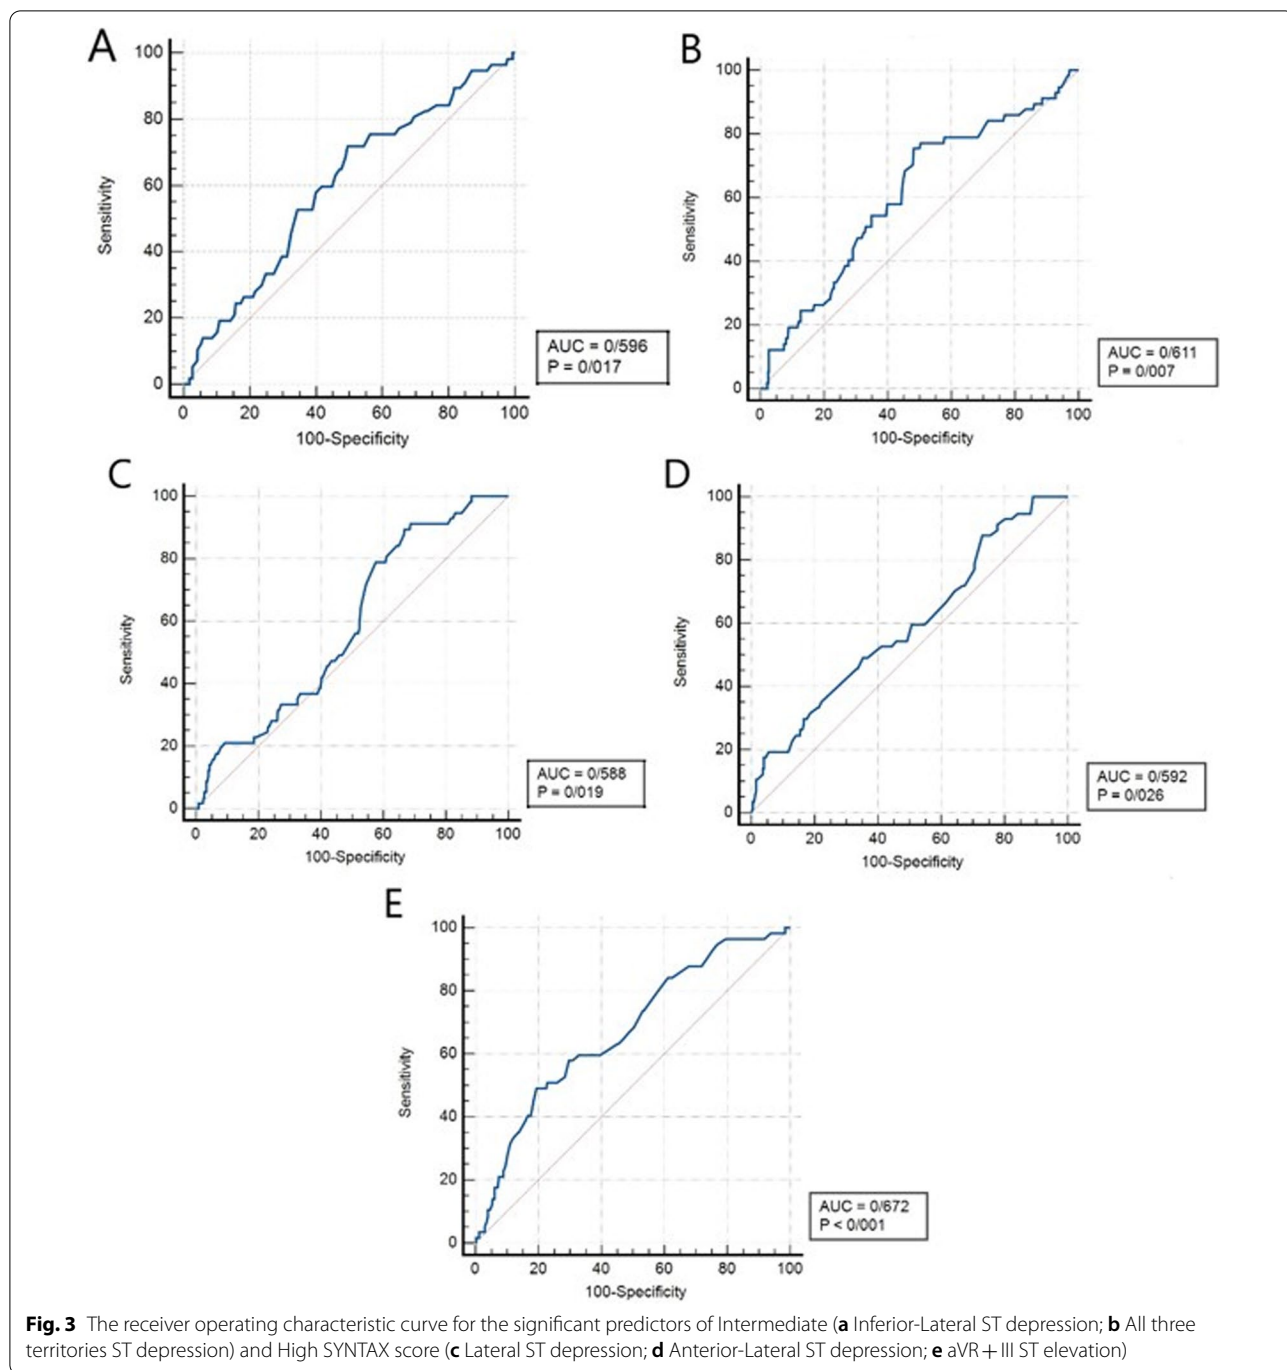 A
100
80
60
40
20
0
Sensitivity
0 20 40 60 80 100
100-Specificity
AUC = 0/596
P = 0/017
B
100
80
60
40
20
0
Sensitivity
0 20 40 60 80 100
100-Specificity
AUC = 0/611
P = 0/007
C
100
80
60
40
20
0
Sensitivity
0 20 40 60 80 100
100-Specificity
AUC = 0/588
P = 0/019
D
100
80
60
40
20
0
Sensitivity
0 20 40 60 80 100
100-Specificity
AUC = 0/592
P = 0/026
E
100
80
60
40
20
0
Sensitivity
0 20 40 60 80 100
100-Specificity
AUC = 0/672
P < 0/001
Fig. 3 The receiver operating characteristic curve for the significant predictors of Intermediate (a Inferior-Lateral ST depression; b All three
territories ST depression) and High SYNTAX score (c Lateral ST depression; d Anterior-Lateral ST depression; e aVR + III ST elevation)